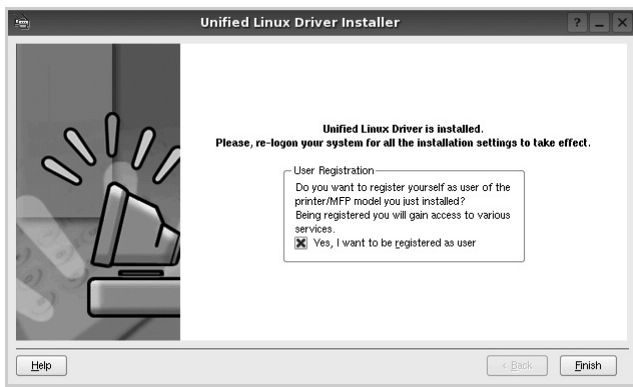 Unified Linux Driver Installer
Unified Linux Driver is installed.
Please, re-logon your system for all the installation settings to take effect.
User Registration
Do you want to register yourself as user of the
printer/MFP model you just installed?
Being registered you will gain access to various
services.
Yes, I want to be registered as user
Help
< Back
Finish